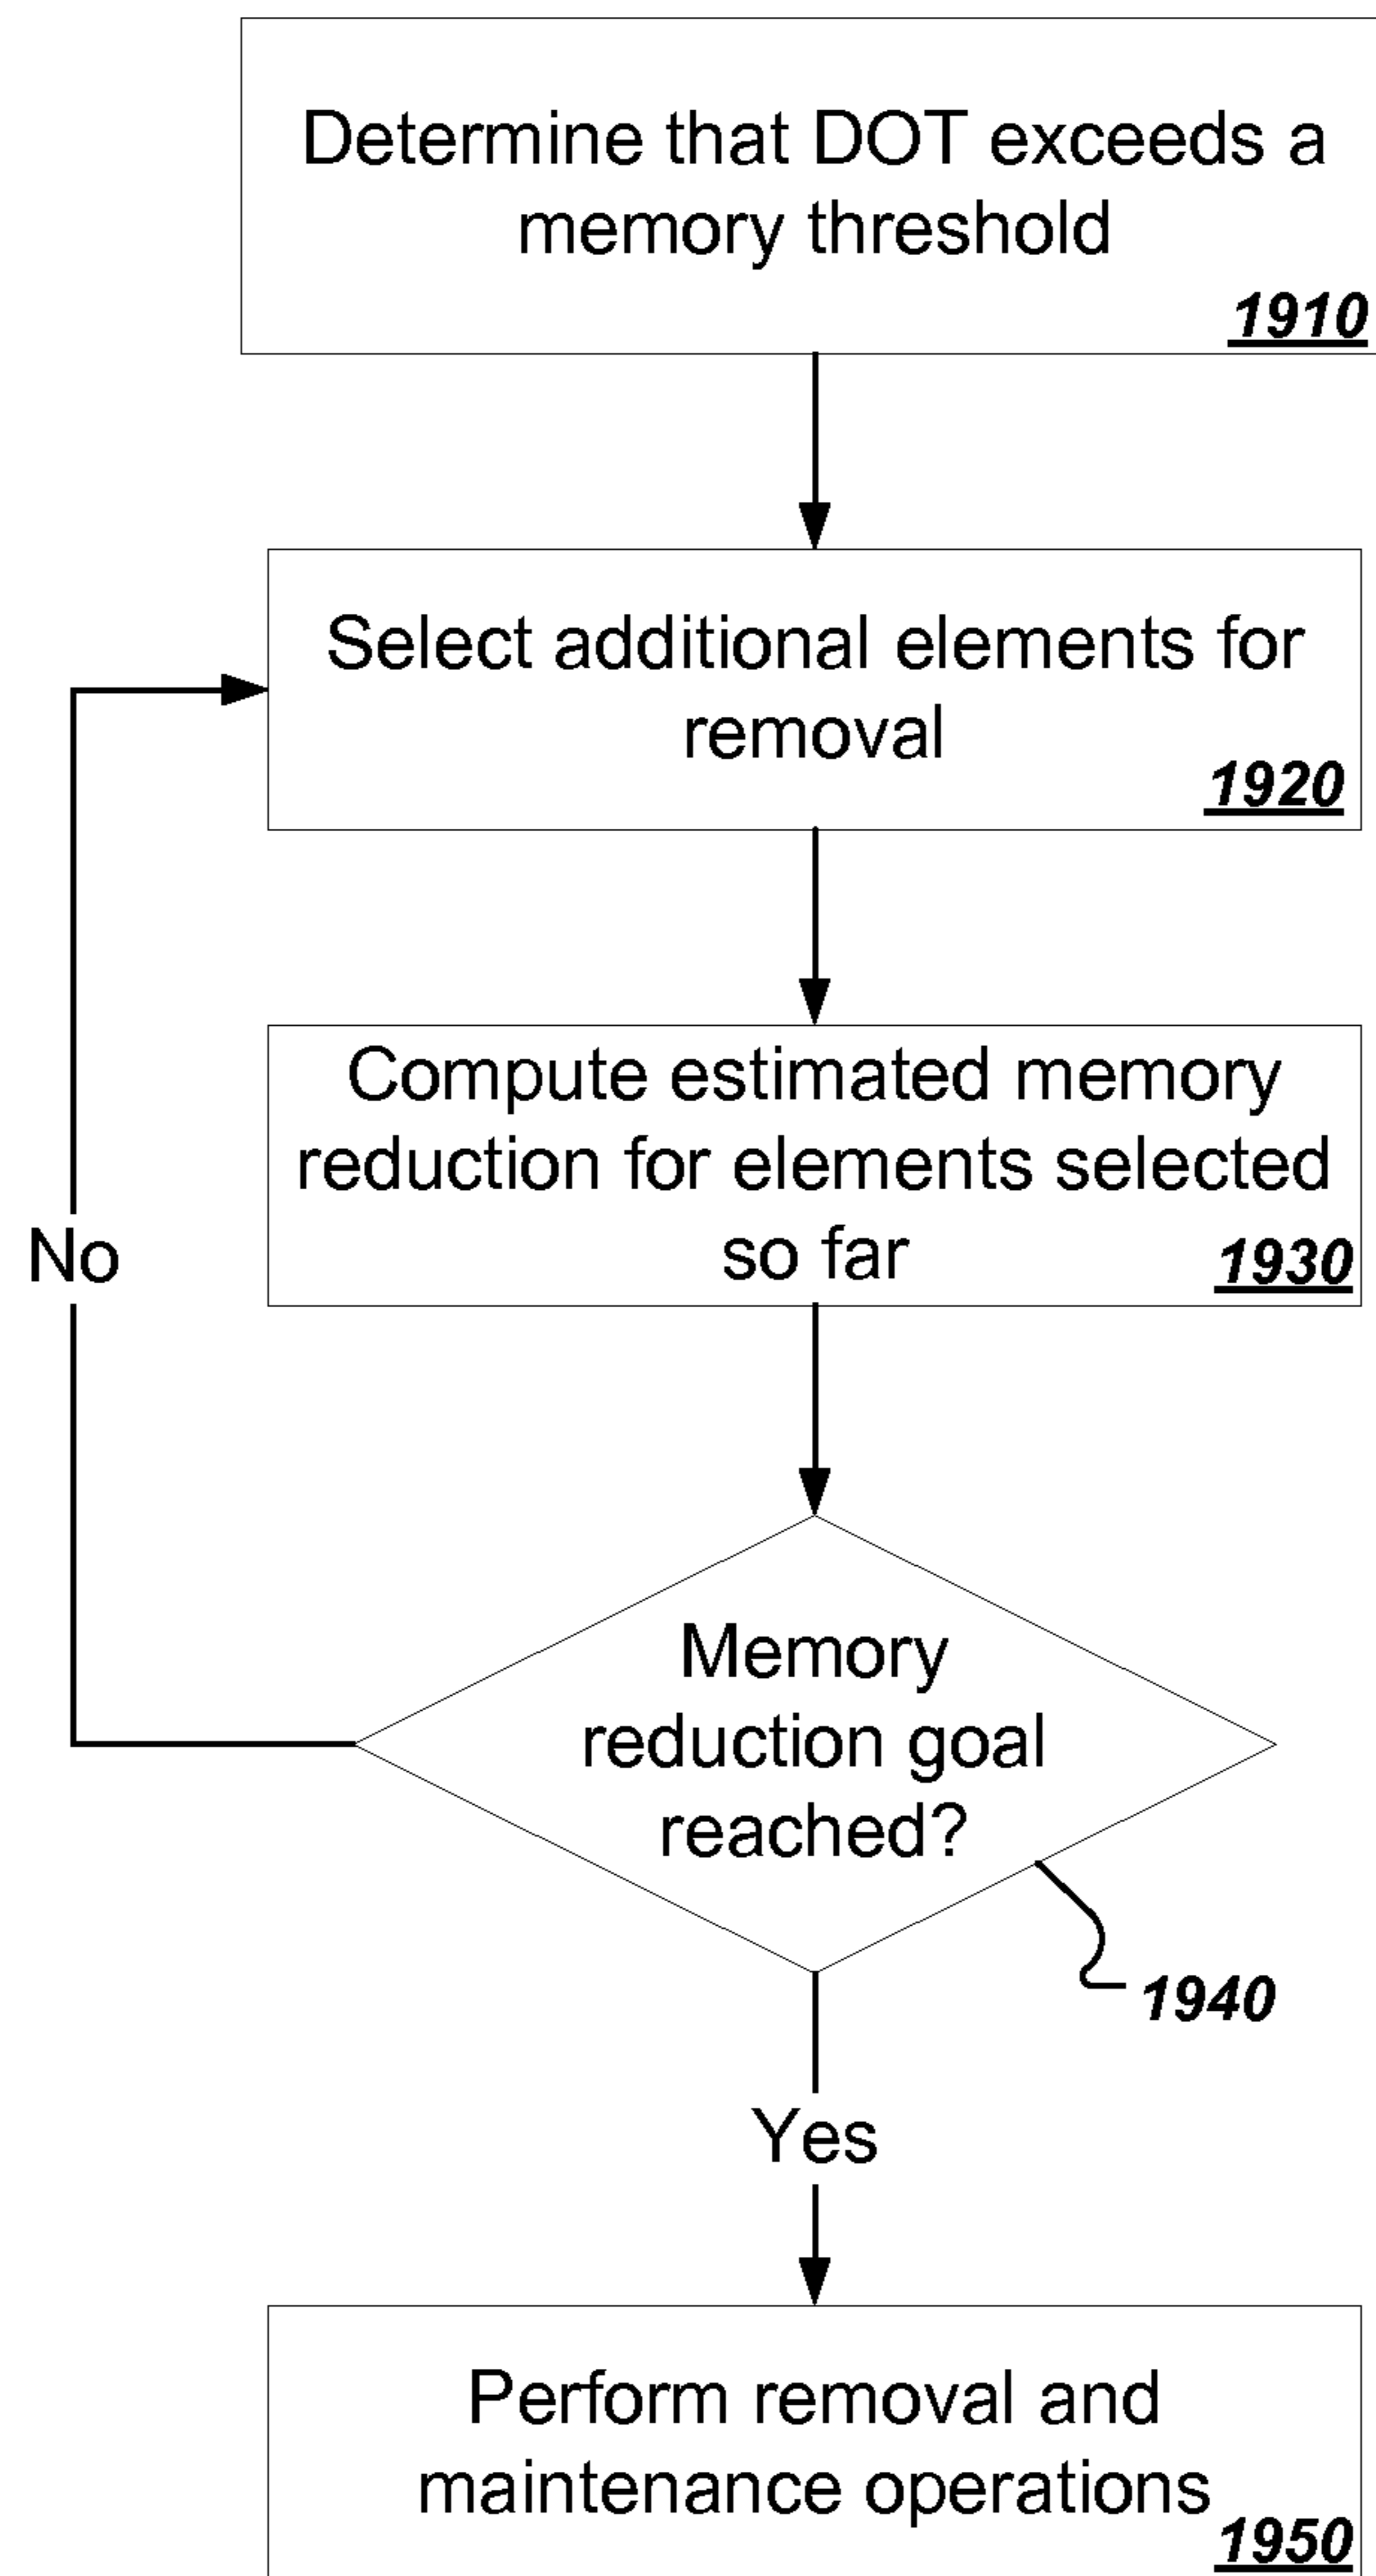 Determine that DOT exceeds a
memory threshold
1910
Select additional elements for
removal
1920
Compute estimated memory
reduction for elements selected
so far
1930
No
Memory
reduction goal
reached?
1940
Yes
Perform removal and
maintenance operations
1950